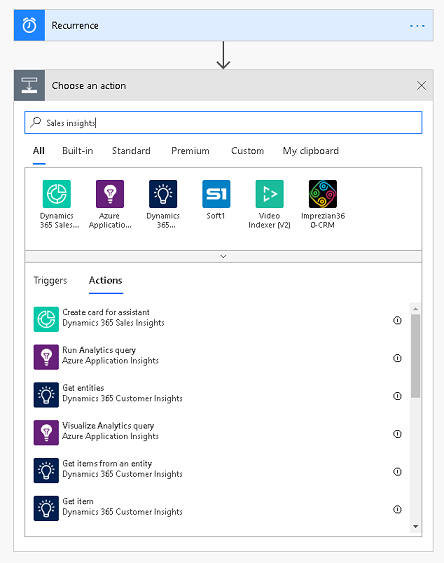 Recurrence
Choose an action
Sales insights
All Built-in Standard Premium Custom My clipboard
Dynamics 365 Sales...
Azure Applicatio...
Dynamics 365...
Soft1
Video Indexer (V2)
Imprezian36 0-CRM
Triggers Actions
Create card for assistant
Dynamics 365 Sales Insights
Run Analytics query
Azure Application Insights
Get entities
Dynamics 365 Customer Insights
Visualize Analytics query
Azure Application Insights
Get items from an entity
Dynamics 365 Customer Insights
Get item
Dynamics 365 Customer Insights